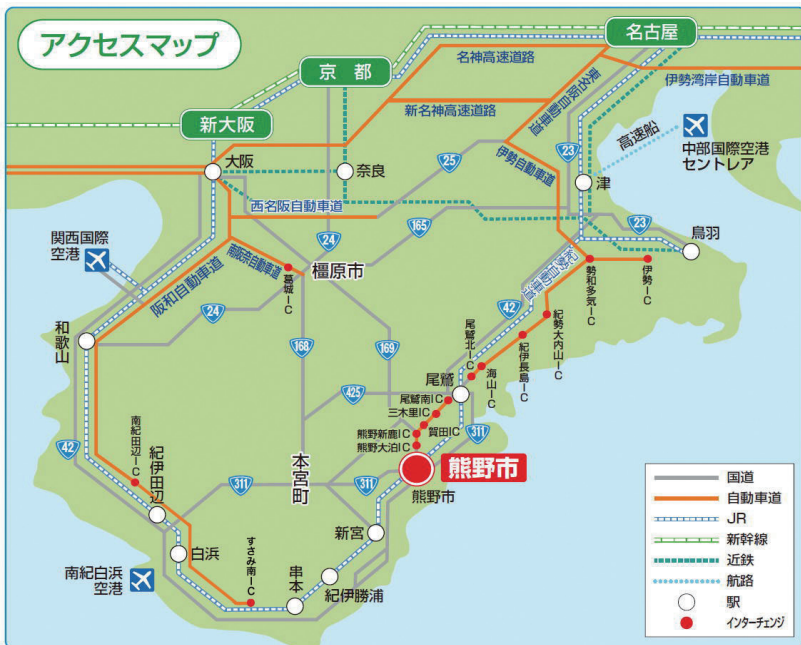 アクセスマップ
名古屋
京都
新大阪
名神高速道路
新名神高速道路
東名阪自動車道
伊勢湾岸自動車道
高速船
中部国際空港
セントレア
大阪
奈良
25
伊勢自動車道
23
津
西名阪自動車道
165
23
鳥羽
関西国際
空港
阪和自動車道
南阪奈自動車道
葛城IC
24
橿原市
紀勢自動車道
勢和多気IC
伊勢IC
24
和歌山
42
168
169
尾鷲北IC
海山IC
紀伊長島IC
紀勢大内山IC
尾鷲
425
尾鷲南IC
三木里IC
賀田IC
熊野新鹿IC
熊野大泊IC
311
南紀田辺IC
42
紀伊田辺
本宮町
311
311
熊野市
熊野市
新宮
白浜
すさみ南IC
串本
紀伊勝浦
南紀白浜
空港
国道
自動車道
JR
新幹線
近鉄
航路
駅
インターチェンジ